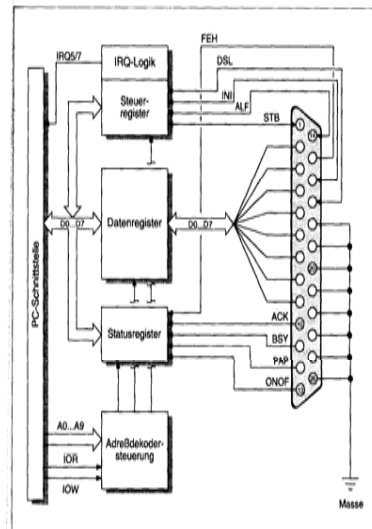 FEH
IRQ5/7
IRQ-Logik
DSL
INI
ALF
Steuer-
register
STB
1
14
D0...D7
Datenregister
D0...D7
ACK
Statusregister
BSY
PAP
ONOF
IPC-Schnittstelle
A0...A9
Adreßdekoder-
steuerung
IOR
IOW
Masse